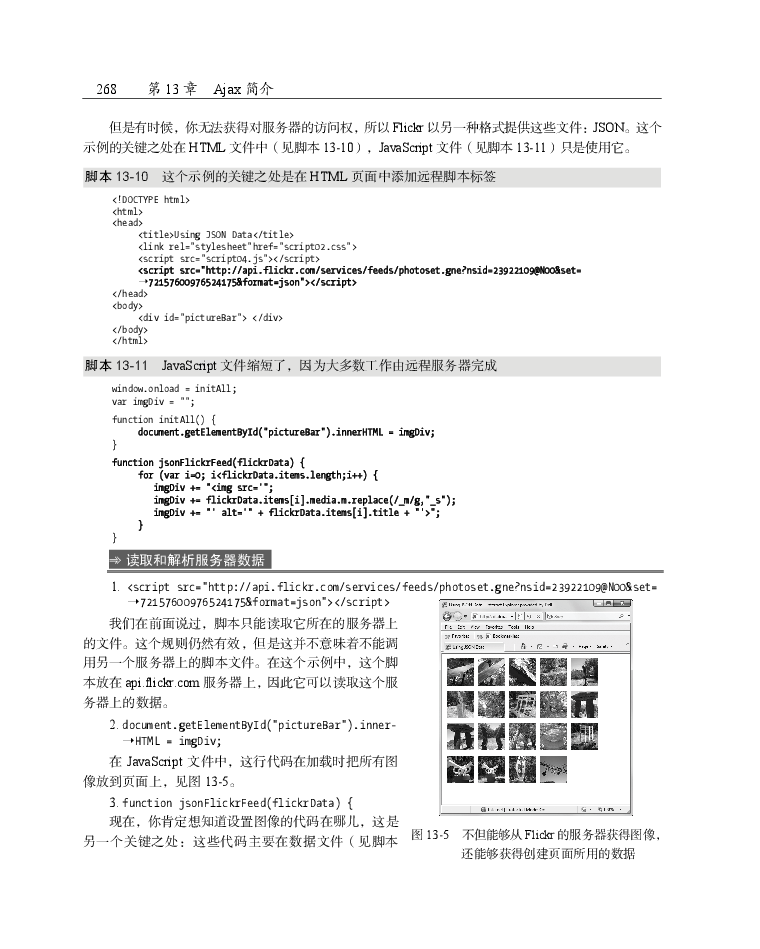 268 第 13 章 Ajax 简介
但是有时候，你无法获得对服务器的访问权，所以 Flickr 以另一种格式提供这些文件：JSON。这个
示例的关键之处在 HTML 文件中（见脚本 13-10），JavaScript 文件（见脚本 13-11）只是使用它。
脚本 13-10 这个示例的关键之处是在 HTML 页面中添加远程脚本标签
<!DOCTYPE html>
<html>
<head>
<title>Using JSON Data</title>
<link rel="stylesheet"href="script02.css">
<script src="script04.js"></script>
<script src="http://api.flickr.com/services/feeds/photoset.gne?nsid=23922109@N00&set=
→72157600976524175&format=json"></script>
</head>
<body>
<div id="pictureBar"> </div>
</body>
</html>
脚本 13-11 JavaScript 文件缩短了，因为大多数工作由远程服务器完成
window.onload = initAll;
var imgDiv = "";
function initAll() {
document.getElementById("pictureBar").innerHTML = imgDiv;
}
function jsonFlickrFeed(flickrData) {
for (var i=0; i<flickrData.items.length;i++) {
imgDiv += "<img src='";
imgDiv += flickrData.items[i].media.m.replace(/_m/g,"_s");
imgDiv += "' alt='" + flickrData.items[i].title + "'>";
}
}
读取和解析服务器数据
1. <script src="http://api.flickr.com/services/feeds/photoset.gne?nsid=23922109@N00&set=
→72157600976524175&format=json"></script>
我们在前面说过，脚本只能读取它所在的服务器上
的文件。这个规则仍然有效，但是这并不意味着不能调
用另一个服务器上的脚本文件。在这个示例中，这个脚
本放在 api.flickr.com 服务器上，因此它可以读取这个服
务器上的数据。
2. document.getElementById("pictureBar").inner-
→HTML = imgDiv;
在 JavaScript 文件中，这行代码在加载时把所有图
像放到页面上，见图 13-5。
3. function jsonFlickrFeed(flickrData) {
现在，你肯定想知道设置图像的代码在哪儿，这是
另一个关键之处：这些代码主要在数据文件（见脚本
图 13-5 不但能够从 Flickr 的服务器获得图像，
还能够获得创建页面所用的数据